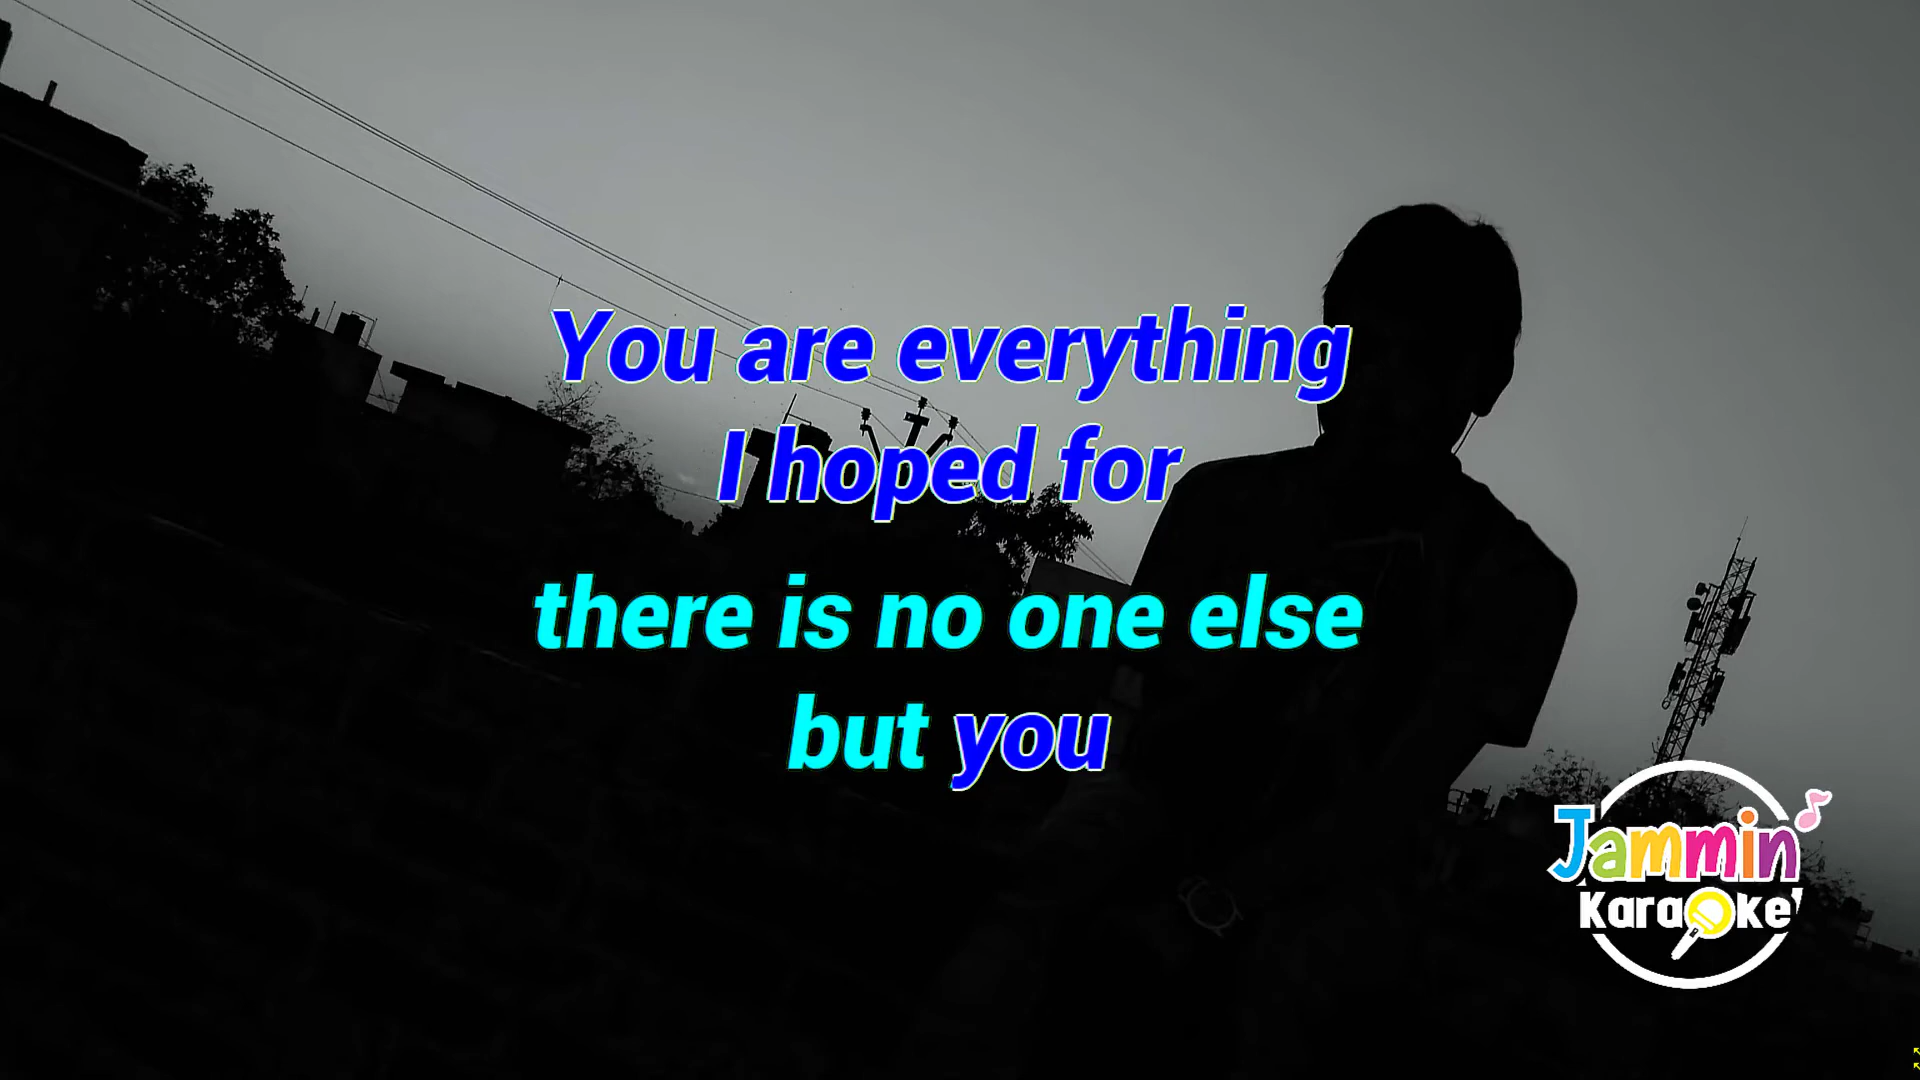 You are everything
I hoped for
there is no one else
but you
Jammin'
Karaoke